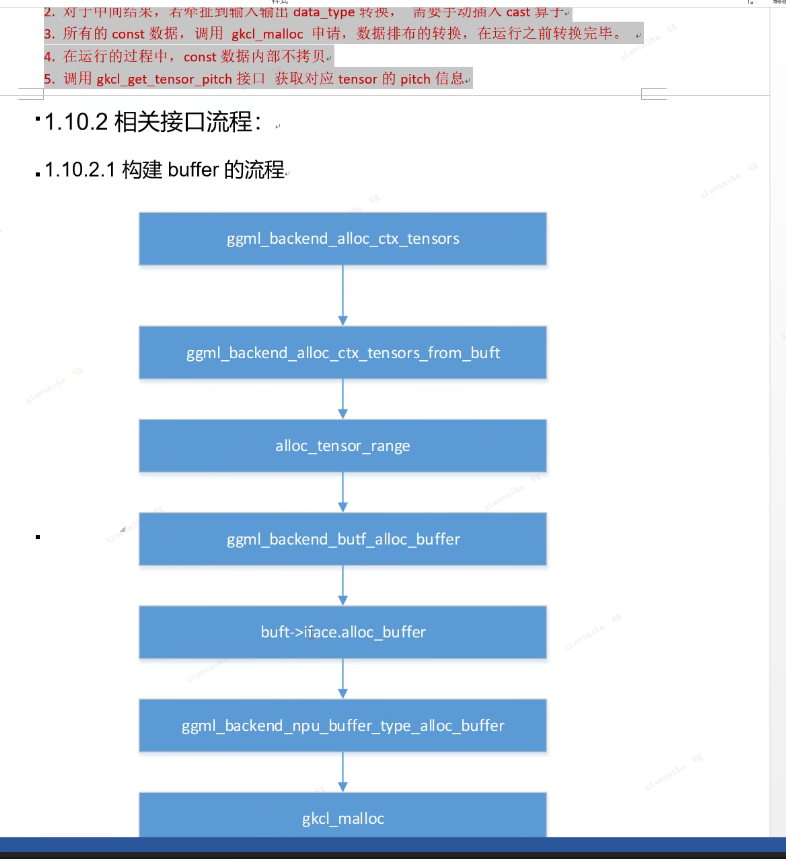 2. 对于中间结果，若牵扯到输入输出 data_type 转换， 需要手动插入 cast 算子
3. 所有的 const 数据，调用 gkcl_malloc 申请，数据排布的转换，在运行之前转换完毕。
4. 在运行的过程中，const 数据内部不拷贝
5. 调用 gkcl_get_tensor_pitch 接口 获取对应 tensor 的 pitch 信息
1.10.2 相关接口流程：
1.10.2.1 构建 buffer 的流程
ggml_backend_alloc_ctx_tensors
ggml_backend_alloc_ctx_tensors_from_buft
alloc_tensor_range
ggml_backend_butf_alloc_buffer
buft->iface.alloc_buffer
ggml_backend_npu_buffer_type_alloc_buffer
gkcl_malloc